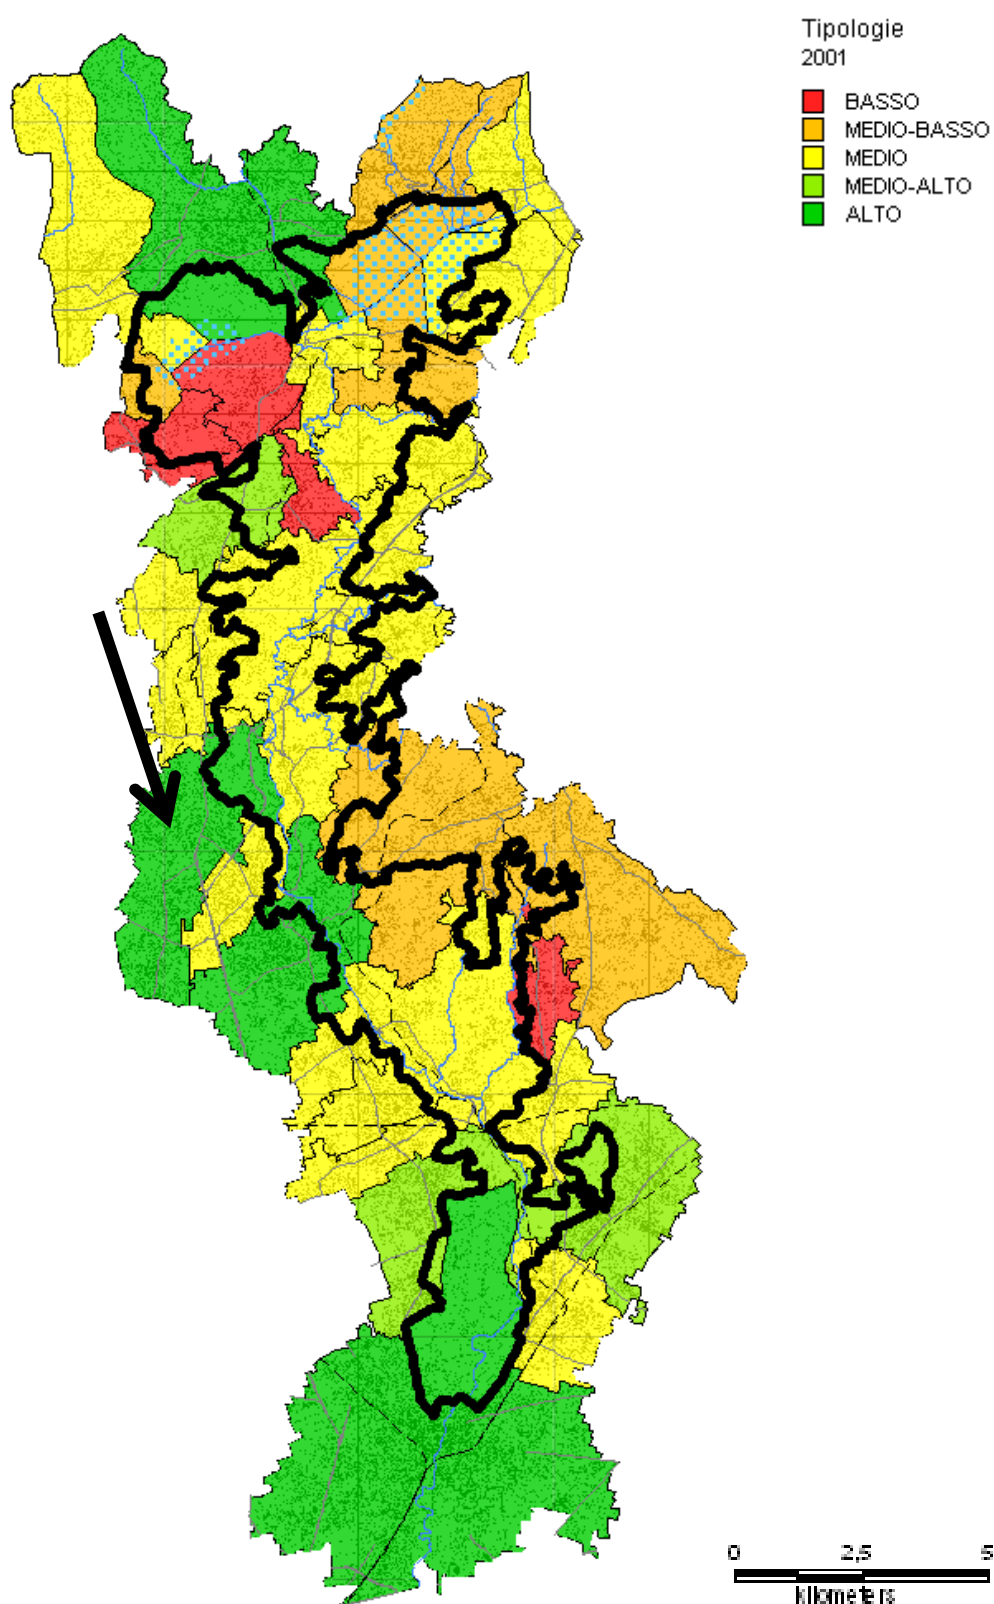 Tipologie
2001
BASSO
MEDIO-BASSO
MEDIO
MEDIO-ALTO
ALTO
0 2,5 5
kilometers